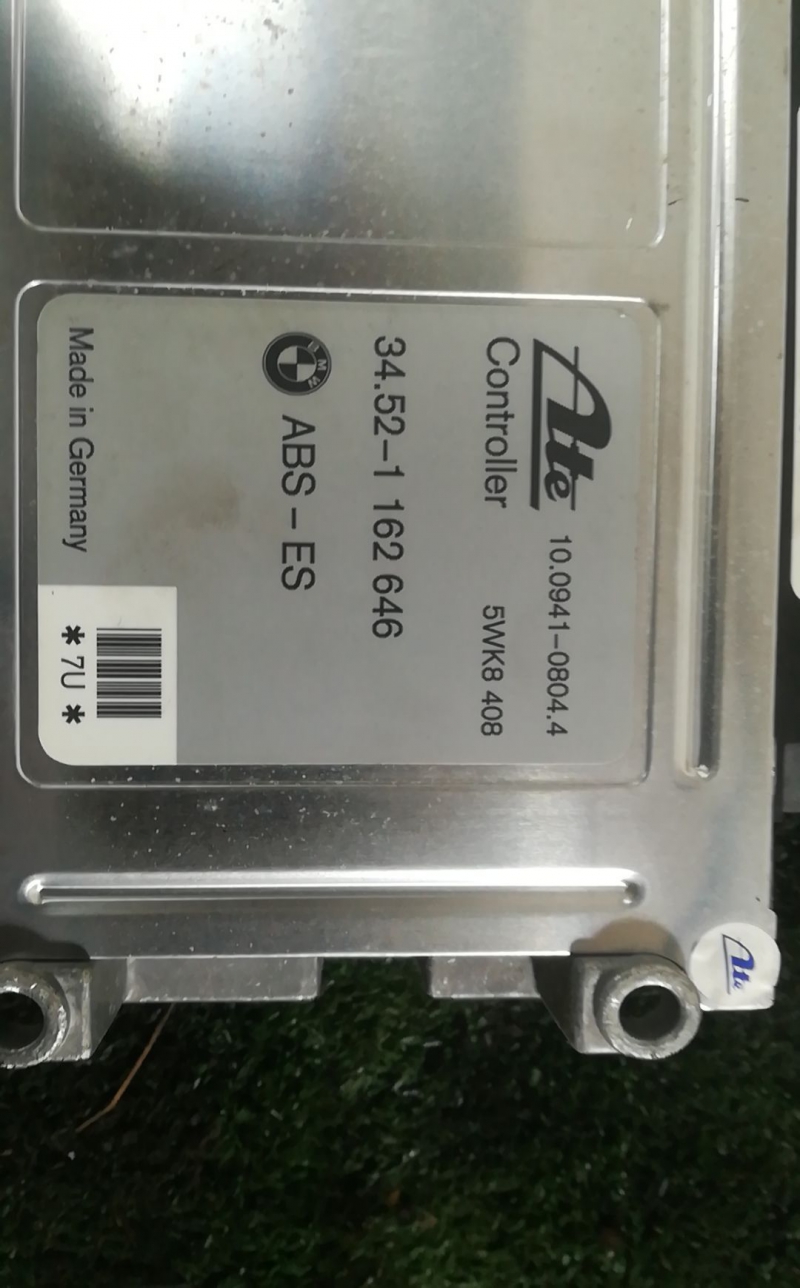 Ate 10.0941-0804.4
Controller 5WK8 408
34.52-1 162 646
BMW ABS - ES
Made in Germany
* 7U *
Ate